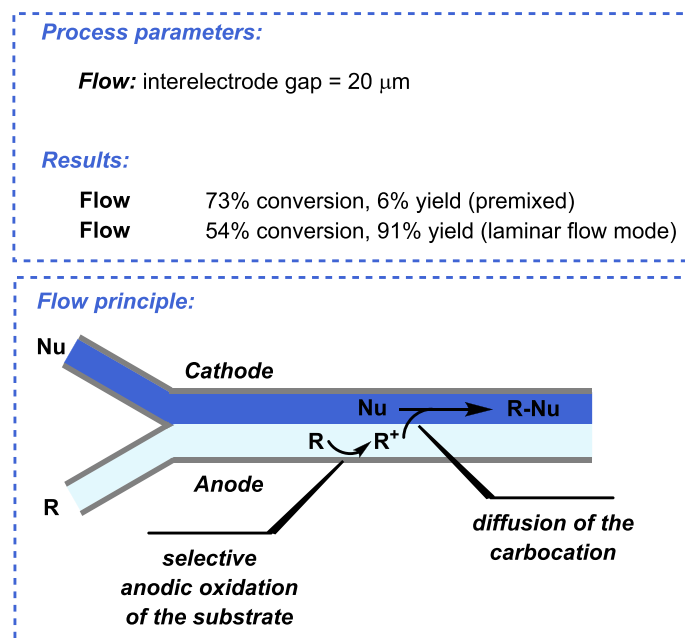 Process parameters:
Flow: interelectrode gap = 20 μm
Results:
Flow 73% conversion, 6% yield (premixed)
Flow 54% conversion, 91% yield (laminar flow mode)
Flow principle:
Nu
Cathode
Nu R-Nu
R R+
Anode
R
diffusion of the
carbocation
selective
anodic oxidation
of the substrate